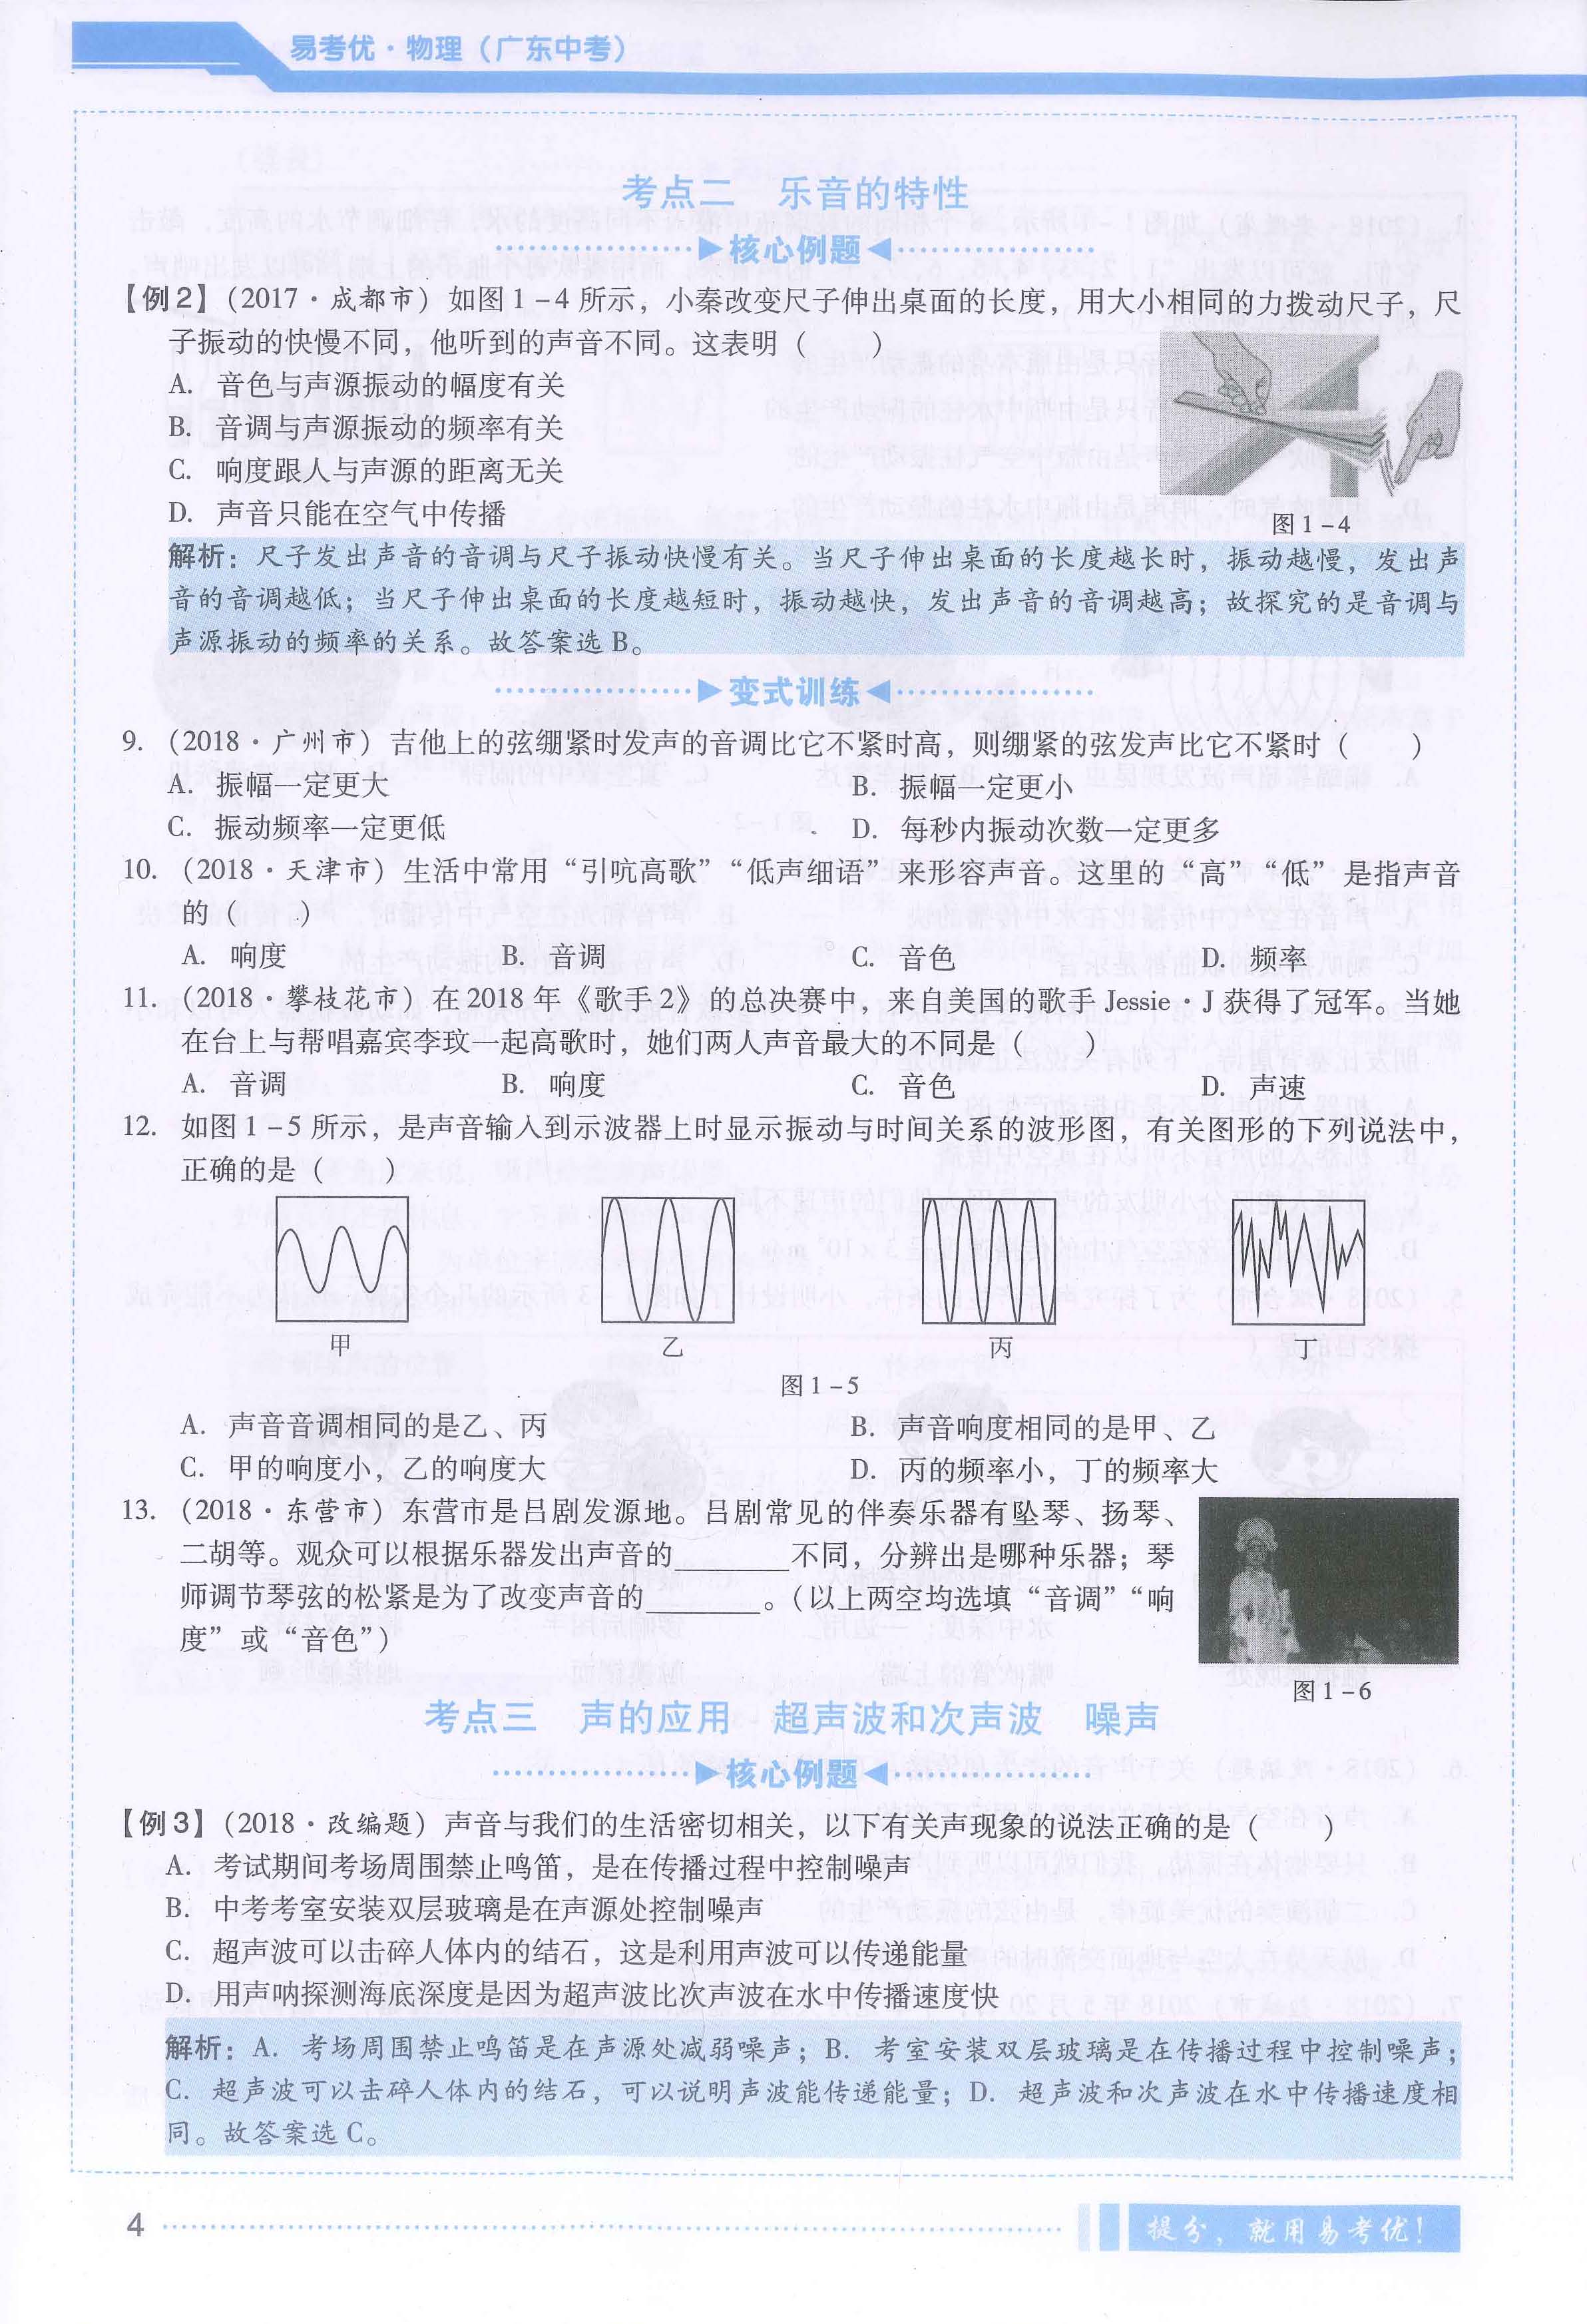 易考优·物理（广东中考）
考点二 乐音的特性
核心例题
【例2】（2017·成都市）如图1-4所示，小秦改变尺子伸出桌面的长度，用大小相同的力拨动尺子，尺
子振动的快慢不同，他听到的声音不同。这表明（ ）
A. 音色与声源振动的幅度有关
B. 音调与声源振动的频率有关
C. 响度跟人与声源的距离无关
D. 声音只能在空气中传播
图1-4
解析：尺子发出声音的音调与尺子振动快慢有关。当尺子伸出桌面的长度越长时，振动越慢，发出声
音的音调越低；当尺子伸出桌面的长度越短时，振动越快，发出声音的音调越高；故探究的是音调与
声源振动的频率的关系。故答案选B。
变式训练
9. （2018·广州市）吉他上的弦绷紧时发声的音调比它不紧时高，则绷紧的弦发声比它不紧时（ ）
A. 振幅一定更大 B. 振幅一定更小
C. 振动频率一定更低 D. 每秒内振动次数一定更多
10. （2018·天津市）生活中常用“引吭高歌”“低声细语”来形容声音。这里的“高”“低”是指声音
的（ ）
A. 响度 B. 音调 C. 音色 D. 频率
11. （2018·攀枝花市）在2018年《歌手2》的总决赛中，来自美国的歌手Jessie·J获得了冠军。当她
在台上与帮唱嘉宾李玟一起高歌时，她们两人声音最大的不同是（ ）
A. 音调 B. 响度 C. 音色 D. 声速
12. 如图1-5所示，是声音输入到示波器上时显示振动与时间关系的波形图，有关图形的下列说法中，
正确的是（ ）
甲 乙 丙 丁
图1-5
A. 声音音调相同的是乙、丙 B. 声音响度相同的是甲、乙
C. 甲的响度小，乙的响度大 D. 丙的频率小，丁的频率大
13. （2018·东营市）东营市是吕剧发源地。吕剧常见的伴奏乐器有坠琴、扬琴、
二胡等。观众可以根据乐器发出声音的________不同，分辨出是哪种乐器；琴
师调节琴弦的松紧是为了改变声音的________。（以上两空均选填“音调”“响
度”或“音色”）
图1-6
考点三 声的应用 超声波和次声波 噪声
核心例题
【例3】（2018·改编题）声音与我们的生活密切相关，以下有关声现象的说法正确的是（ ）
A. 考试期间考场周围禁止鸣笛，是在传播过程中控制噪声
B. 中考考室安装双层玻璃是在声源处控制噪声
C. 超声波可以击碎人体内的结石，这是利用声波可以传递能量
D. 用声呐探测海底深度是因为超声波比次声波在水中传播速度快
解析：A. 考场周围禁止鸣笛是在声源处减弱噪声；B. 考室安装双层玻璃是在传播过程中控制噪声；
C. 超声波可以击碎人体内的结石，可以说明声波能传递能量；D. 超声波和次声波在水中传播速度相
同。故答案选C。
4
提分，就用易考优！